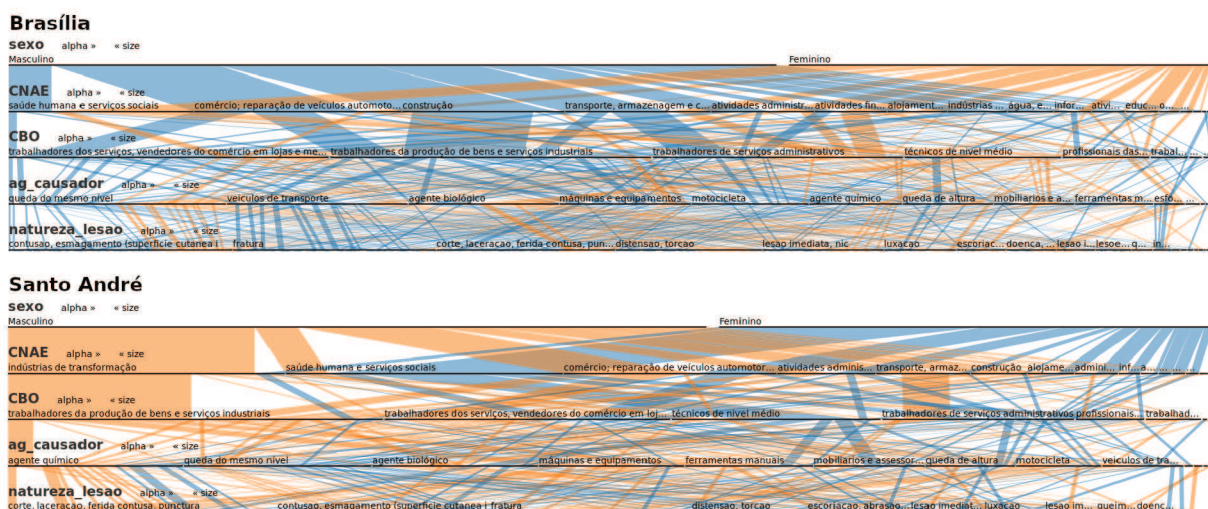 Brasília
sexo alpha » « size
Masculino Feminino
CNAE alpha » « size
saúde humana e serviços sociais comércio; reparação de veículos automoto... construção transporte, armazenagem e c... atividades administr... atividades fin... alojament... indústrias ... água, e... infor... ativi... educ... o... ...
CBO alpha » « size
trabalhadores dos serviços, vendedores do comércio em lojas e me... trabalhadores da produção de bens e serviços industriais trabalhadores de serviços administrativos técnicos de nivel médio profissionais das... trabal... ... ...
ag_causador alpha » « size
queda do mesmo nivel veiculos de transporte agente biológico máquinas e equipamentos motocicleta agente quimico queda de altura mobiliarios e a... ferramentas m... esfo... ...
natureza_lesao alpha » « size
contusao, esmagamento (superficie cutanea i fratura corte, laceracao, ferida contusa, pun... distensao, torcao lesao imediata, nic luxacao escoriac... doenca, ... lesao i... lesoe... q... in...
Santo André
sexo alpha » « size
Masculino Feminino
CNAE alpha » « size
indústrias de transformação saúde humana e serviços sociais comércio; reparação de veículos automotor... atividades adminis... transporte, armaz... construção alojame... admini... inf... a... ... ...
CBO alpha » « size
trabalhadores da produção de bens e serviços industriais trabalhadores dos serviços, vendedores do comércio em loj... técnicos de nivel médio trabalhadores de serviços administrativos profissionais... trabalhad...
ag_causador alpha » « size
agente químico queda do mesmo nivel agente biológico máquinas e equipamentos ferramentas manuais mobiliarios e assessor... queda de altura motocicleta veiculos de tra...
natureza_lesao alpha » « size
corte, laceracao, ferida contusa, punctura contusao, esmagamento (superficie cutanea i fratura distensao, torcao escoriacao, abrasão... lesao imediat... luxacao lesao im... queim... doenc...